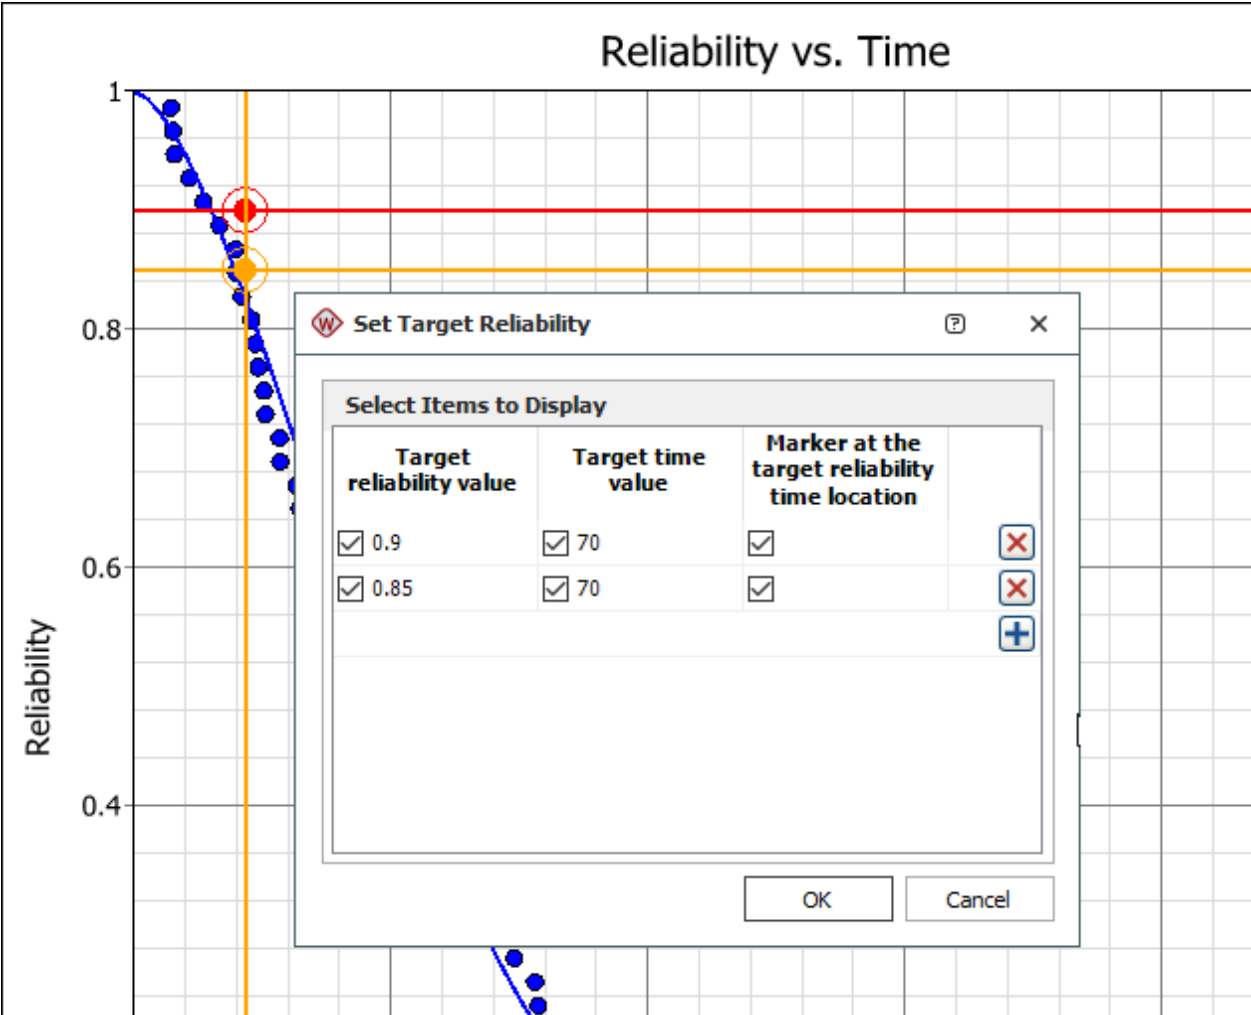 Reliability vs. Time
1
0.8
0.6
0.4
Reliability
W Set Target Reliability
Select Items to Display
Target reliability value
Target time value
Marker at the target reliability time location
0.9 70
0.85 70
OK Cancel